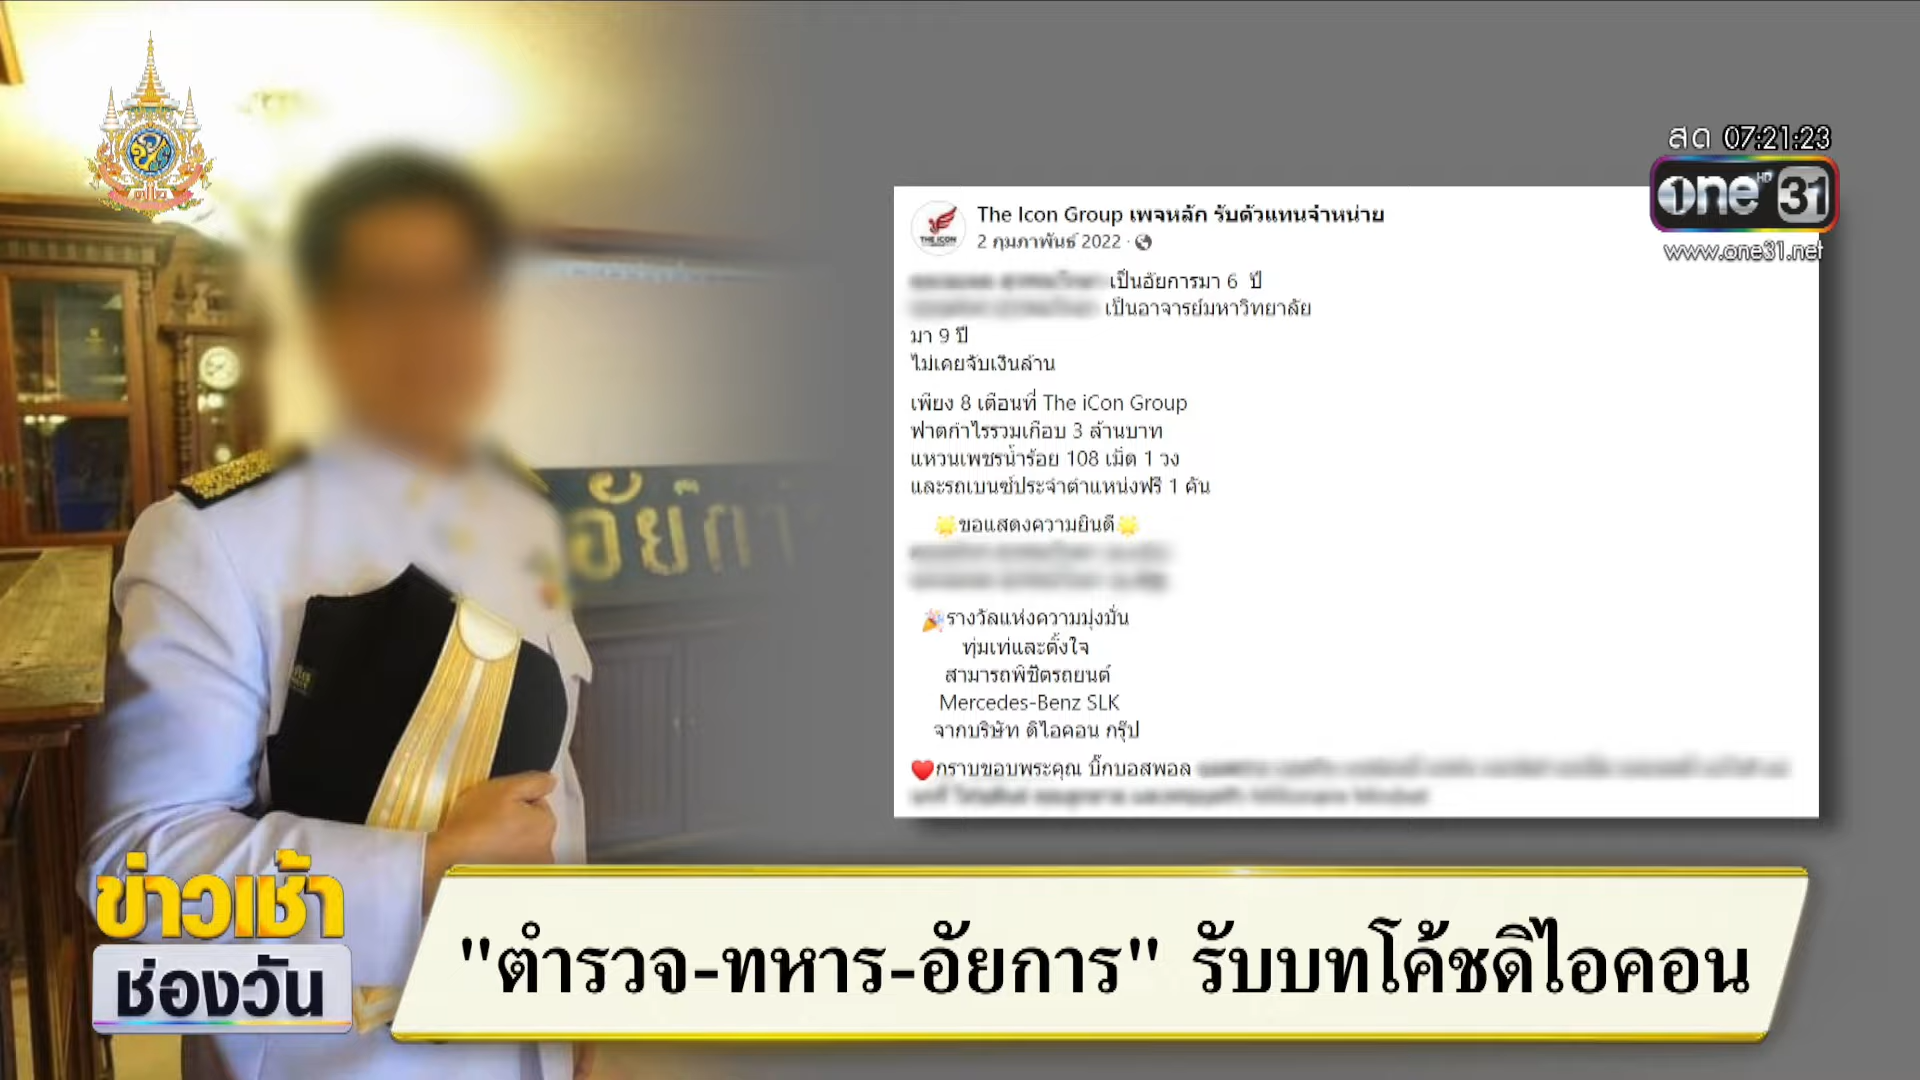 สด 07:21:23
one HD 31
www.one31.net
THE ICON
The Icon Group เพจหลัก รับตัวแทนจำหน่าย
2 กุมภาพันธ์ 2022 ·
เป็นอัยการมา 6 ปี
เป็นอาจารย์มหาวิทยาลัย
มา 9 ปี
ไม่เคยจับเงินล้าน
เพียง 8 เดือนที่ The iCon Group
ฟาดกำไรรวมเกือบ 3 ล้านบาท
แหวนเพชรน้ำร้อย 108 เม็ด 1 วง
และรถเบนซ์ประจำตำแหน่งฟรี 1 คัน
🌟ขอแสดงความยินดี🌟
🎉รางวัลแห่งความมุ่งมั่น
ทุ่มเท่และตั้งใจ
สามารถพิชิตรถยนต์
Mercedes-Benz SLK
จากบริษัท ดิไอคอน กรุ๊ป
❤️กราบขอบพระคุณ บิ๊กบอสพอล
อัยกา
ข่าวเช้า
ช่องวัน
"ตำรวจ-ทหาร-อัยการ" รับบทโค้ชดิไอคอน